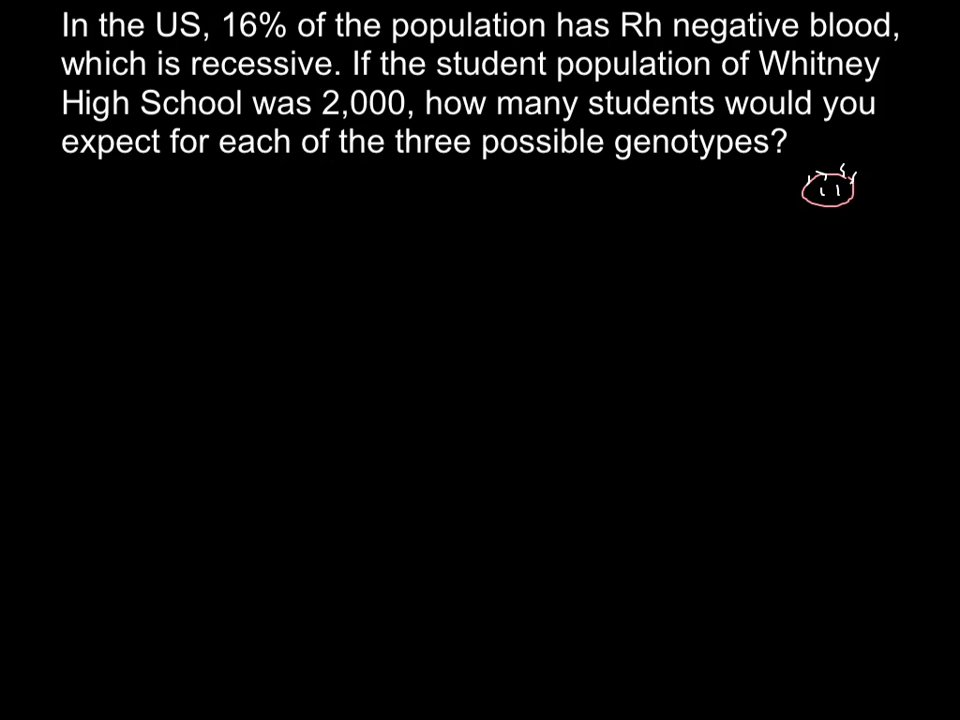 In the US, 16% of the population has Rh negative blood,
which is recessive. If the student population of Whitney
High School was 2,000, how many students would you
expect for each of the three possible genotypes?